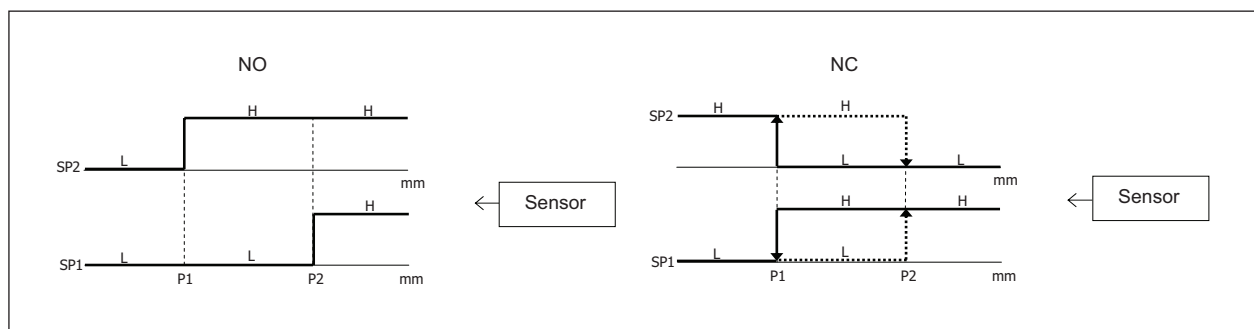 NO
H H
SP2 L
mm
Sensor
H
SP1 L L
P1 P2 mm
NC
SP2 H H
L L
mm
Sensor
H H
SP1 L L
P1 P2 mm